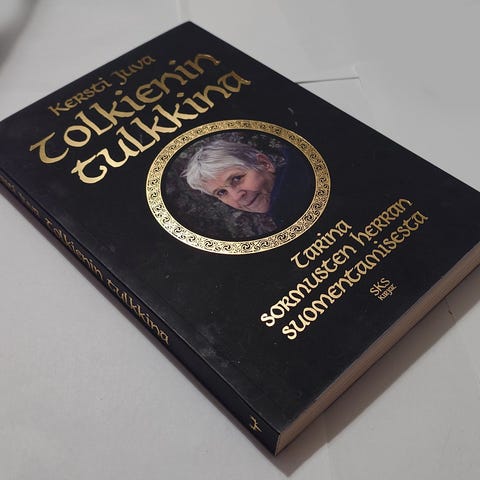 Kersti Juva
Tolkienin
tulkkina
Tarina
Sormusten herran
suomentamisesta
SKS
KIRJAT
Tolkienin tulkkina